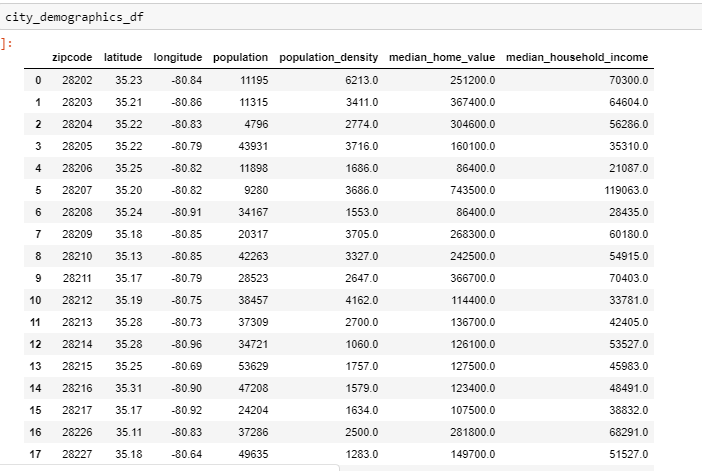 city_demographics_df
]:
zipcode latitude longitude population population_density median_home_value median_household_income
0 28202 35.23 -80.84 11195 6213.0 251200.0 70300.0
1 28203 35.21 -80.86 11315 3411.0 367400.0 64604.0
2 28204 35.22 -80.83 4796 2774.0 304600.0 56286.0
3 28205 35.22 -80.79 43931 3716.0 160100.0 35310.0
4 28206 35.25 -80.82 11898 1686.0 86400.0 21087.0
5 28207 35.20 -80.82 9280 3686.0 743500.0 119063.0
6 28208 35.24 -80.91 34167 1553.0 86400.0 28435.0
7 28209 35.18 -80.85 20317 3705.0 268300.0 60180.0
8 28210 35.13 -80.85 42263 3327.0 242500.0 54915.0
9 28211 35.17 -80.79 28523 2647.0 366700.0 70403.0
10 28212 35.19 -80.75 38457 4162.0 114400.0 33781.0
11 28213 35.28 -80.73 37309 2700.0 136700.0 42405.0
12 28214 35.28 -80.96 34721 1060.0 126100.0 53527.0
13 28215 35.25 -80.69 53629 1757.0 127500.0 45983.0
14 28216 35.31 -80.90 47208 1579.0 123400.0 48491.0
15 28217 35.17 -80.92 24204 1634.0 107500.0 38832.0
16 28226 35.11 -80.83 37286 2500.0 281800.0 68291.0
17 28227 35.18 -80.64 49635 1283.0 149700.0 51527.0